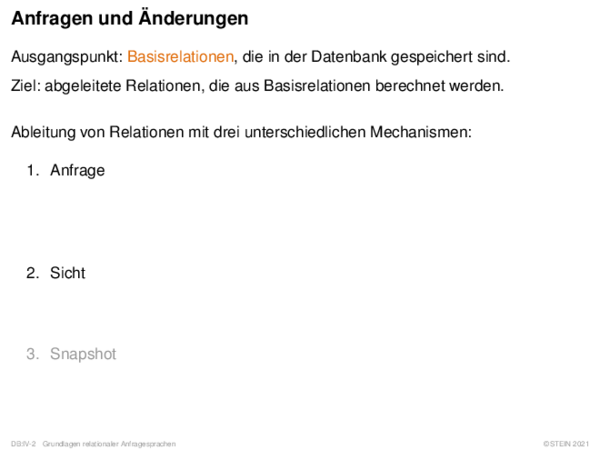 Anfragen und Änderungen
Ausgangspunkt: Basisrelationen, die in der Datenbank gespeichert sind.
Ziel: abgeleitete Relationen, die aus Basisrelationen berechnet werden.
Ableitung von Relationen mit drei unterschiedlichen Mechanismen:
1. Anfrage
2. Sicht
3. Snapshot
DB:IV-2 Grundlagen relationaler Anfragesprachen ©STEIN 2021